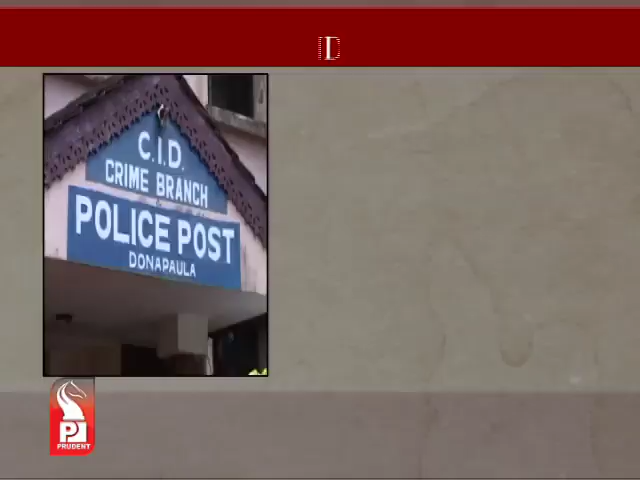 D
C.I.D.
CRIME BRANCH
POLICE POST
DONAPAULA
P
PRUDENT